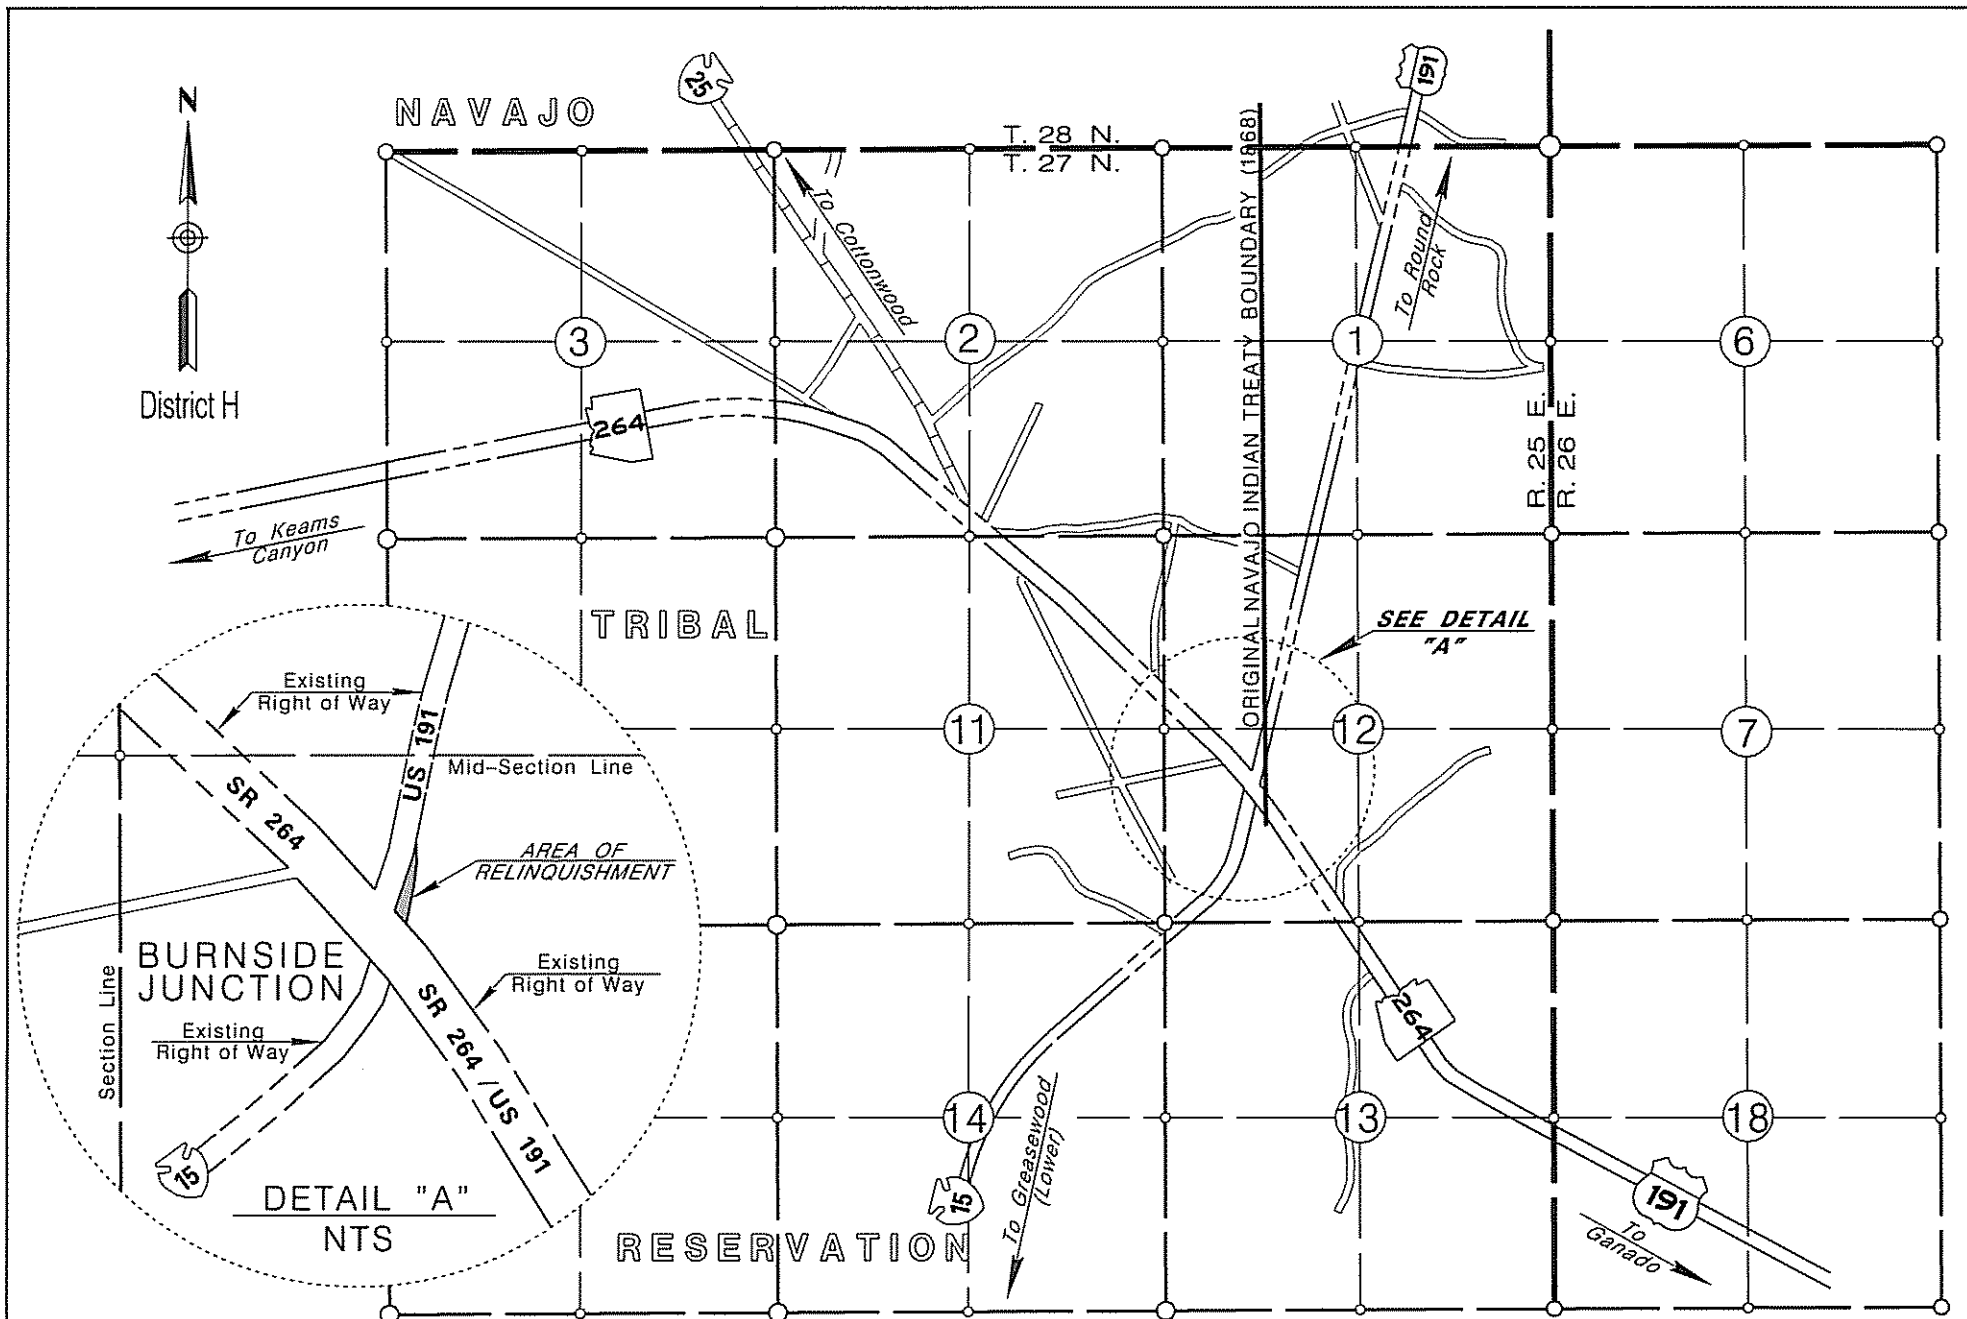 N
District H
NAVAJO
25
To Cottonwood
T. 28 N.
T. 27 N.
ORIGINAL NAVAJO INDIAN TREATY BOUNDARY (1868)
191
To Round
Rock
3
2
1
6
264
To Keams
Canyon
R. 25 E.
R. 26 E.
TRIBAL
SEE DETAIL
"A"
11
12
7
Existing
Right of Way
US 191
Mid-Section Line
SR 264
AREA OF
RELINQUISHMENT
BURNSIDE
JUNCTION
Existing
Right of Way
Existing
Right of Way
Section Line
SR 264 / US 191
15
DETAIL "A"
NTS
264
14
13
18
15
To Greasewood
(Lower)
191
To
Ganado
RESERVATION